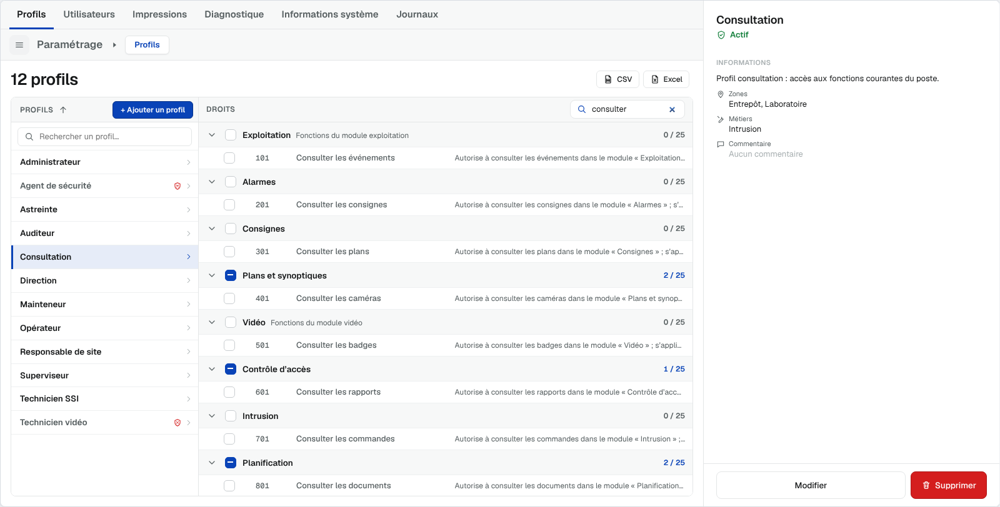 Profils Utilisateurs Impressions Diagnostique Informations système Journaux
Paramétrage Profils
12 profils
CSV Excel
PROFILS
+ Ajouter un profil
Rechercher un profil…
Administrateur
Agent de sécurité
Astreinte
Auditeur
Consultation
Direction
Mainteneur
Opérateur
Responsable de site
Superviseur
Technicien SSI
Technicien vidéo
DROITS
consulter
Exploitation Fonctions du module exploitation 0 / 25
101 Consulter les événements Autorise à consulter les événements dans le module « Exploitation…
Alarmes 0 / 25
201 Consulter les consignes Autorise à consulter les consignes dans le module « Alarmes » ; s'…
Consignes 0 / 25
301 Consulter les plans Autorise à consulter les plans dans le module « Consignes » ; s'ap…
Plans et synoptiques 2 / 25
401 Consulter les caméras Autorise à consulter les caméras dans le module « Plans et synop…
Vidéo Fonctions du module vidéo 0 / 25
501 Consulter les badges Autorise à consulter les badges dans le module « Vidéo » ; s'appli…
Contrôle d'accès 1 / 25
601 Consulter les rapports Autorise à consulter les rapports dans le module « Contrôle d'acc…
Intrusion 0 / 25
701 Consulter les commandes Autorise à consulter les commandes dans le module « Intrusion » ;…
Planification 2 / 25
801 Consulter les documents Autorise à consulter les documents dans le module « Planification…
Consultation
Actif
INFORMATIONS
Profil consultation : accès aux fonctions courantes du poste.
Zones
Entrepôt, Laboratoire
Métiers
Intrusion
Commentaire
Aucun commentaire
Modifier Supprimer